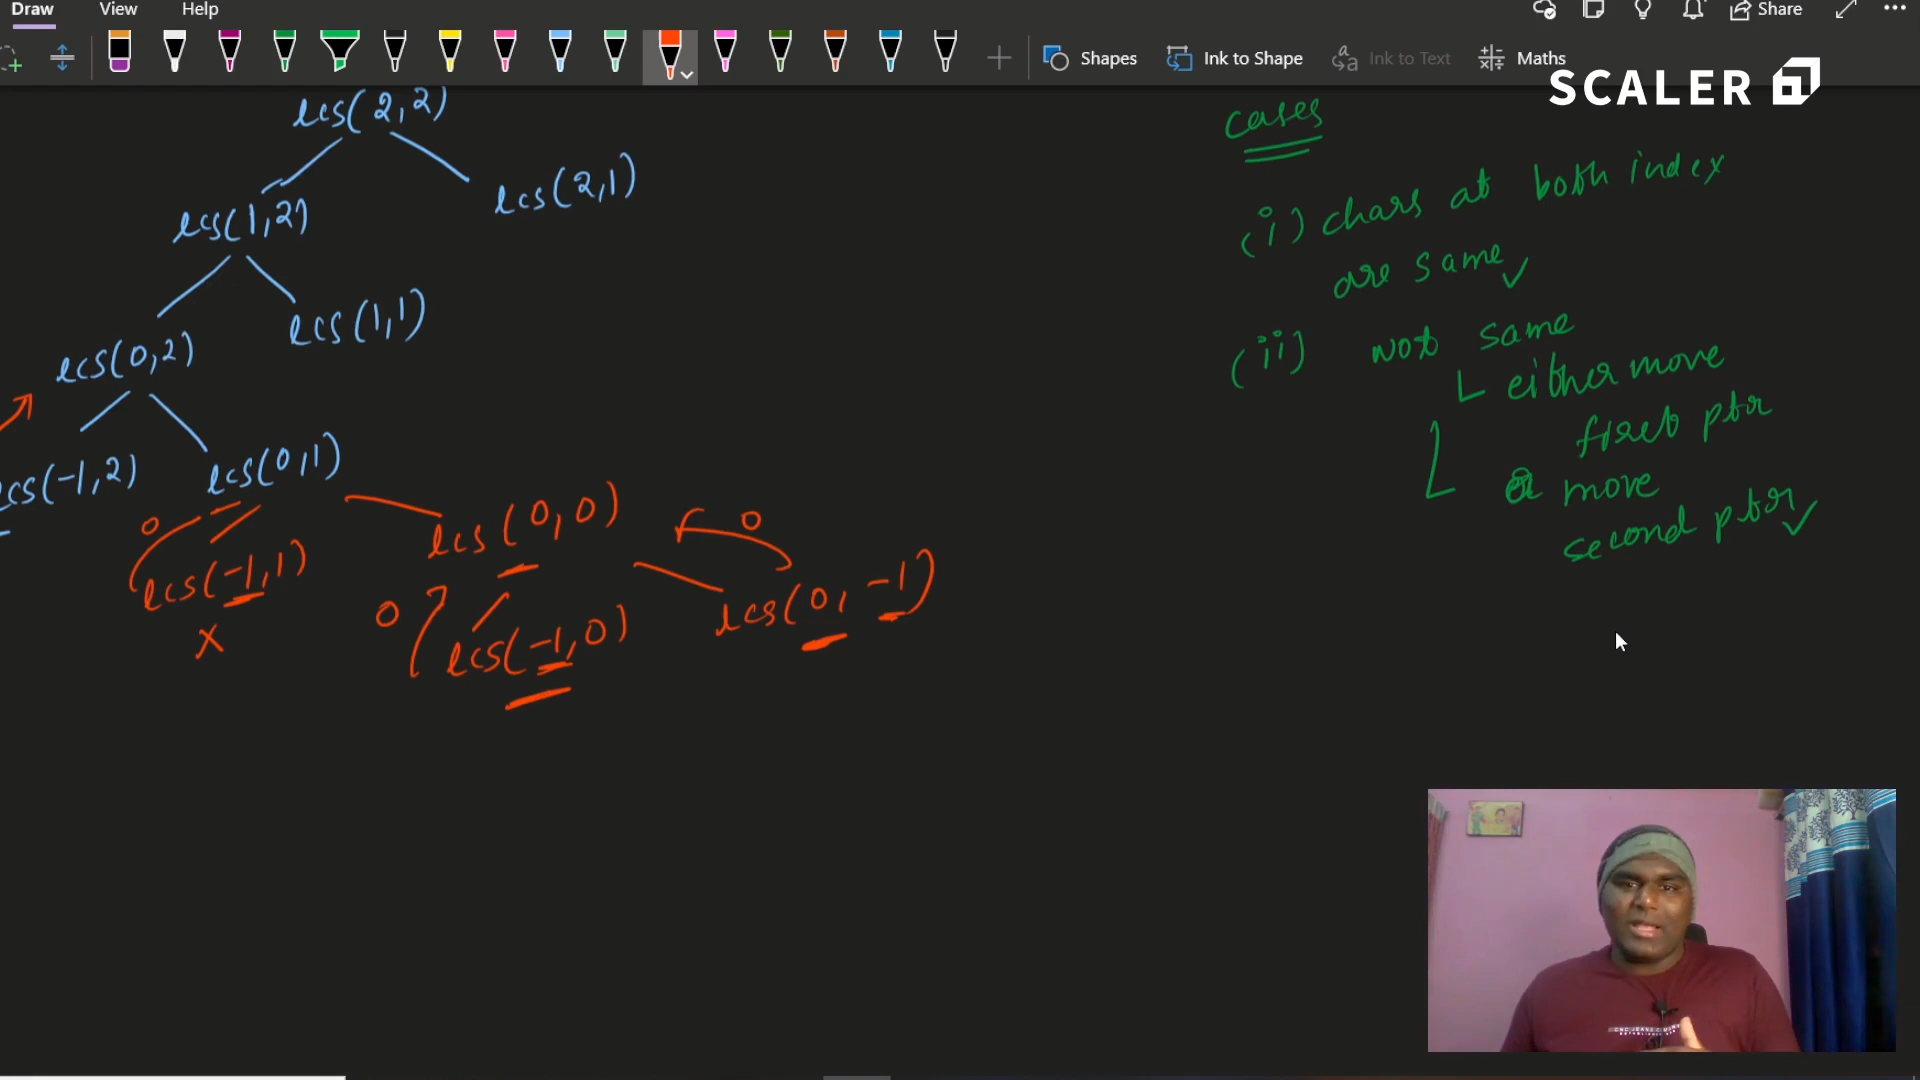 Draw View Help Share
Shapes Ink to Shape Ink to Text Maths
SCALER
lcs(2,2)
cases
lcs(1,2) lcs(2,1)
(i) chars at both index
are same ✓
lcs(0,2) lcs(1,1)
(ii) not same
either move
first ptr
or move
second ptr ✓
lcs(-1,2) lcs(0,1)
0 lcs(0,0) 0
lcs(-1,1) lcs(0,-1)
0 lcs(-1,0)
X